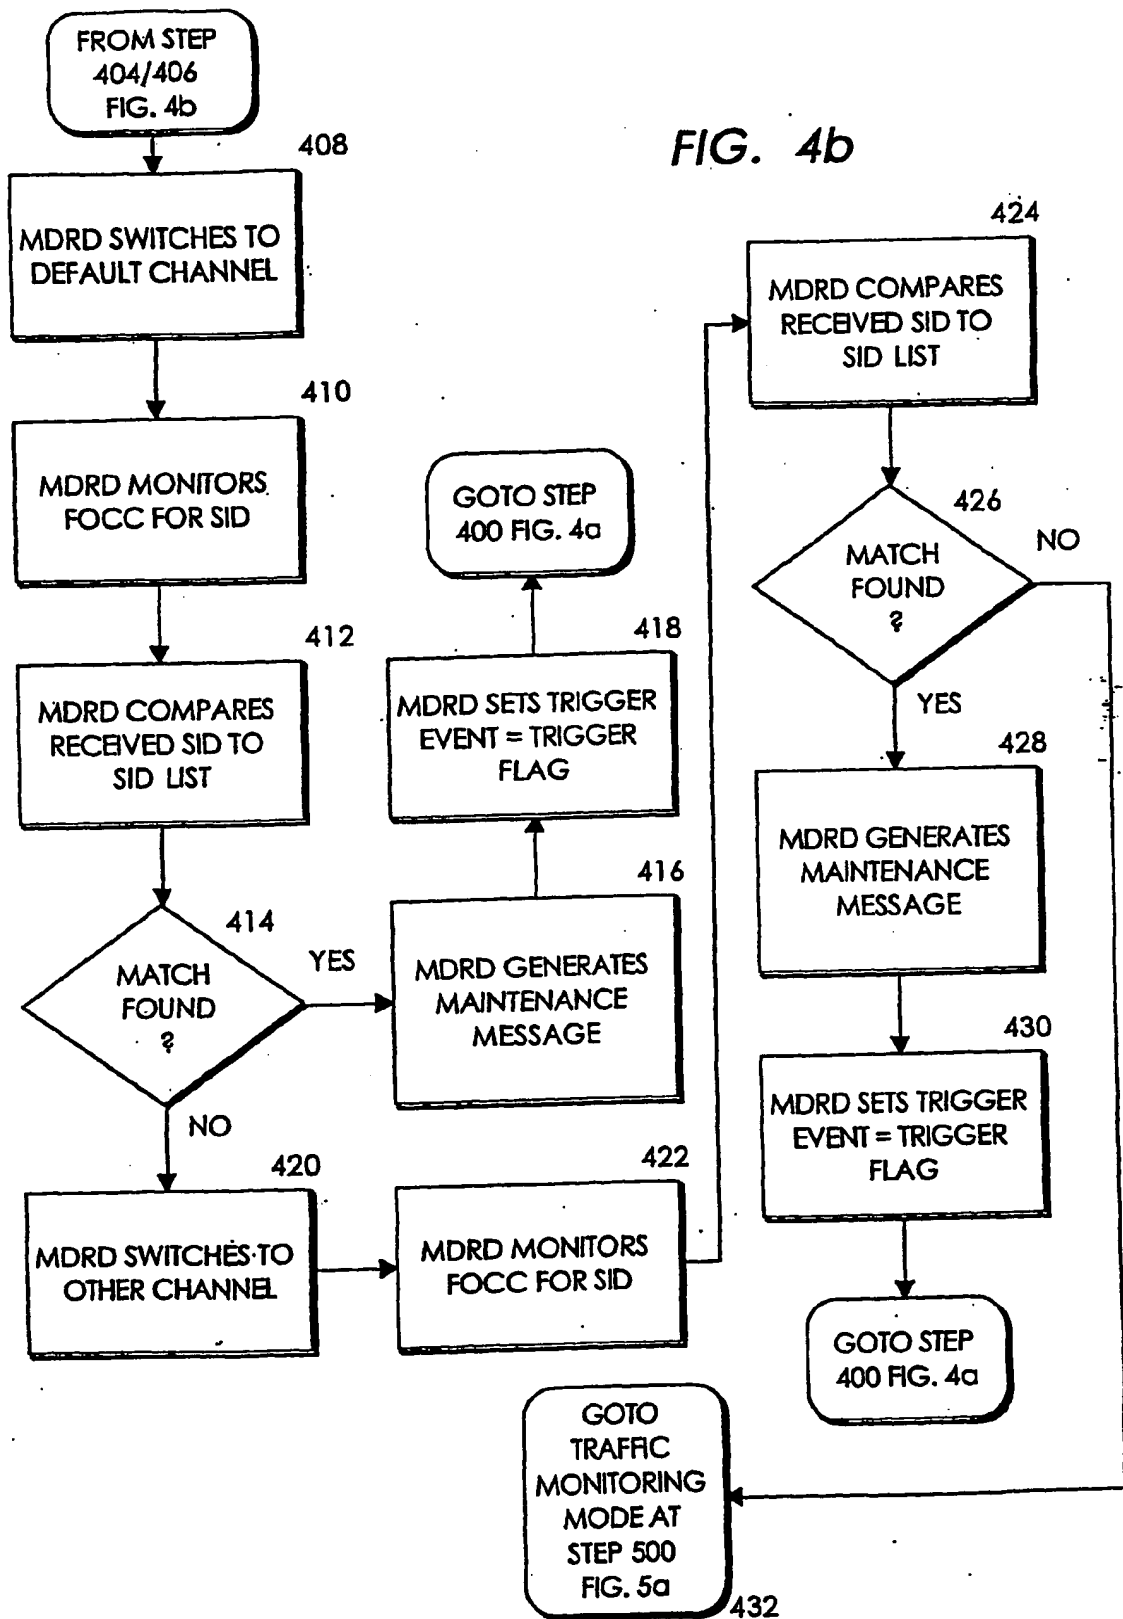 FROM STEP
404/406
FIG. 4b
FIG. 4b
408
MDRD SWITCHES TO
DEFAULT CHANNEL
410
MDRD MONITORS
FOCC FOR SID
412
MDRD COMPARES
RECEIVED SID TO
SID LIST
414
MATCH
FOUND
?
YES
NO
416
MDRD GENERATES
MAINTENANCE
MESSAGE
418
MDRD SETS TRIGGER
EVENT = TRIGGER
FLAG
GOTO STEP
400 FIG. 4a
420
MDRD SWITCHES TO
OTHER CHANNEL
422
MDRD MONITORS
FOCC FOR SID
424
MDRD COMPARES
RECEIVED SID TO
SID LIST
426
MATCH
FOUND
?
NO
YES
428
MDRD GENERATES
MAINTENANCE
MESSAGE
430
MDRD SETS TRIGGER
EVENT = TRIGGER
FLAG
GOTO STEP
400 FIG. 4a
GOTO
TRAFFIC
MONITORING
MODE AT
STEP 500
FIG. 5a
432